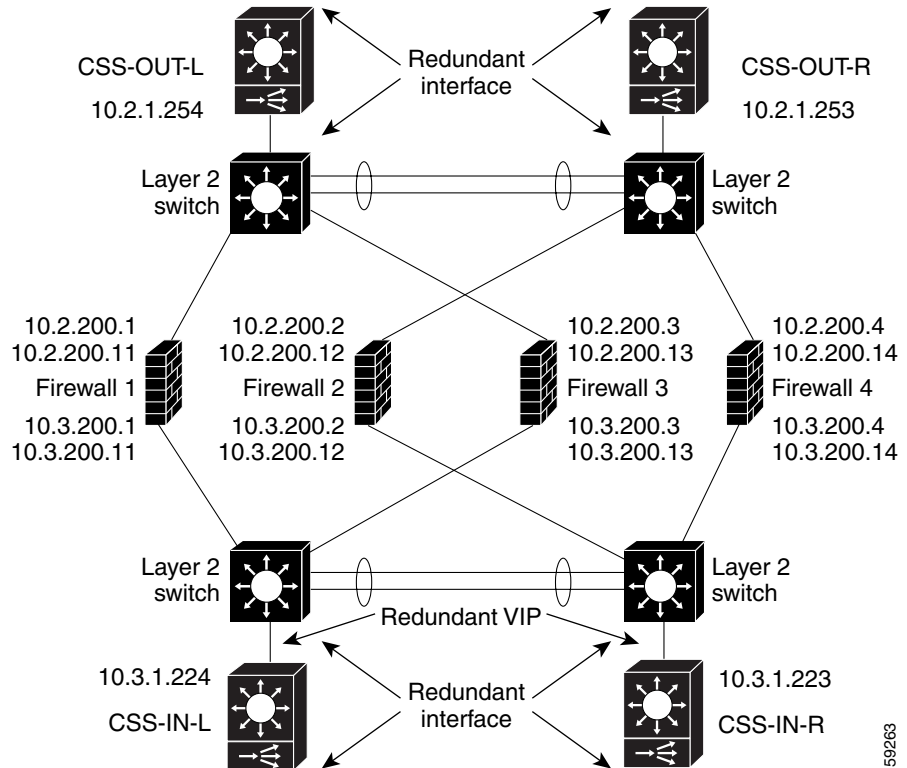 CSS-OUT-L
10.2.1.254
Redundant
interface
CSS-OUT-R
10.2.1.253
Layer 2
switch
Layer 2
switch
10.2.200.1
10.2.200.11
Firewall 1
10.3.200.1
10.3.200.11
10.2.200.2
10.2.200.12
Firewall 2
10.3.200.2
10.3.200.12
10.2.200.3
10.2.200.13
Firewall 3
10.3.200.3
10.3.200.13
10.2.200.4
10.2.200.14
Firewall 4
10.3.200.4
10.3.200.14
Layer 2
switch
Layer 2
switch
Redundant VIP
10.3.1.224
CSS-IN-L
Redundant
interface
10.3.1.223
CSS-IN-R
59263